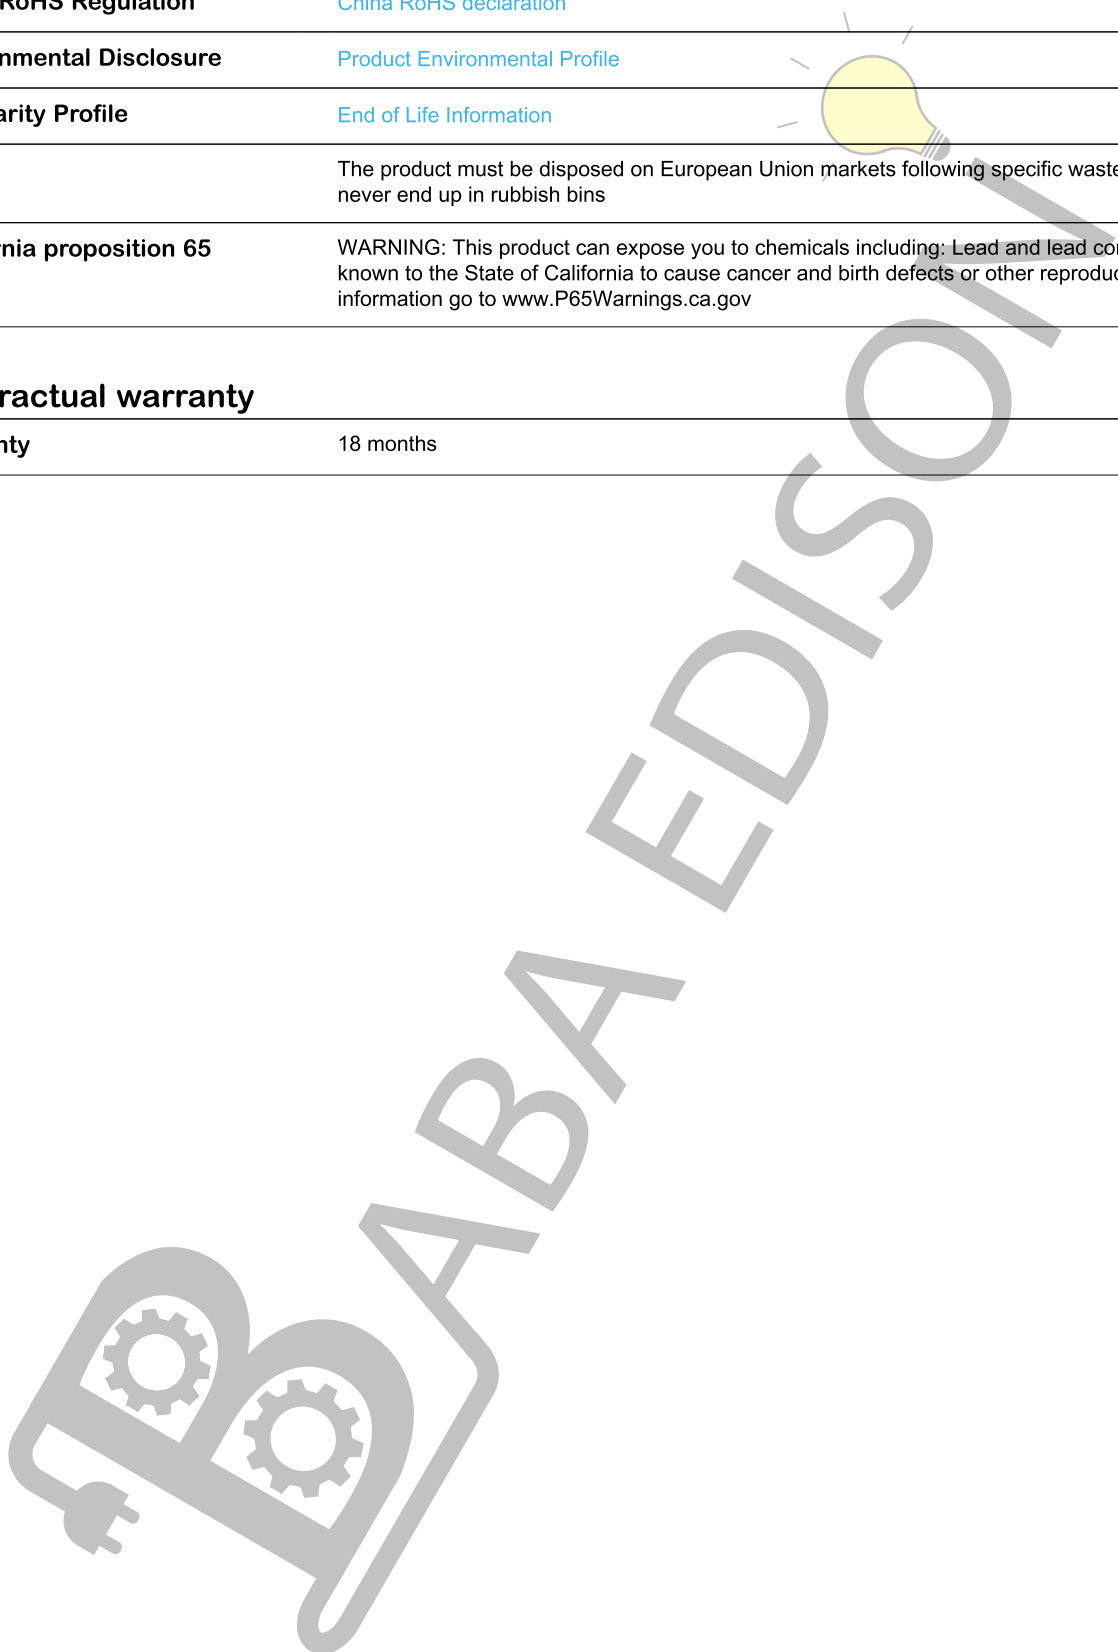 RoHS Regulation China RoHS declaration
nmental Disclosure Product Environmental Profile
arity Profile End of Life Information
The product must be disposed on European Union markets following specific waste
never end up in rubbish bins
rnia proposition 65 WARNING: This product can expose you to chemicals including: Lead and lead co
known to the State of California to cause cancer and birth defects or other reproduc
information go to www.P65Warnings.ca.gov
ractual warranty
nty 18 months
BABA EDISON